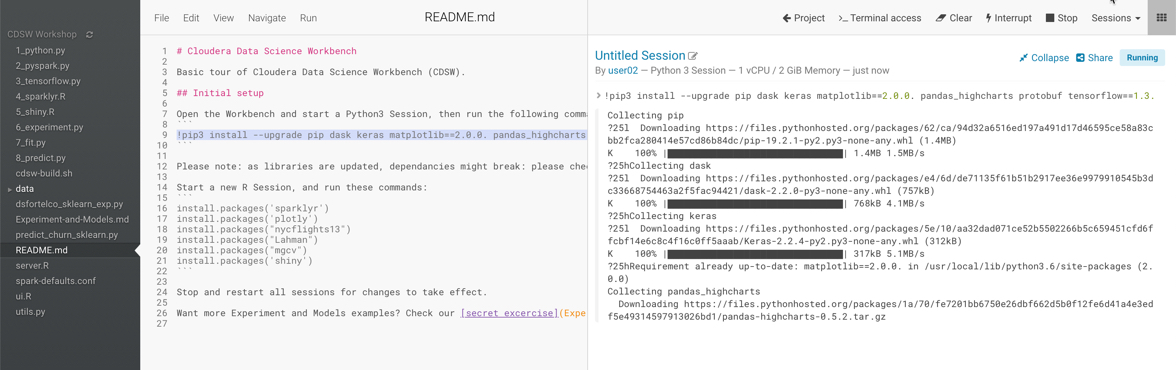 File Edit View Navigate Run
README.md
Project >_ Terminal access Clear Interrupt Stop Sessions
CDSW Workshop
1_python.py
2_pyspark.py
3_tensorflow.py
4_sparklyr.R
5_shiny.R
6_experiment.py
7_fit.py
8_predict.py
cdsw-build.sh
data
dsfortelco_sklearn_exp.py
Experiment-and-Models.md
predict_churn_sklearn.py
README.md
server.R
spark-defaults.conf
ui.R
utils.py
1 # Cloudera Data Science Workbench
2
3 Basic tour of Cloudera Data Science Workbench (CDSW).
4
5 ## Initial setup
6
7 Open the Workbench and start a Python3 Session, then run the following comm
8 ```
9 !pip3 install --upgrade pip dask keras matplotlib==2.0.0. pandas_highcharts
10 ```
11
12 Please note: as libraries are updated, dependancies might break: please che
13
14 Start a new R Session, and run these commands:
15 ```
16 install.packages('sparklyr')
17 install.packages('plotly')
18 install.packages("nycflights13")
19 install.packages("Lahman")
20 install.packages("mgcv")
21 install.packages('shiny')
22 ```
23
24 Stop and restart all sessions for changes to take effect.
25
26 Want more Experiment and Models examples? Check our [secret excercise](Expe
27
Untitled Session
Collapse Share Running
By user02 — Python 3 Session — 1 vCPU / 2 GiB Memory — just now
> !pip3 install --upgrade pip dask keras matplotlib==2.0.0. pandas_highcharts protobuf tensorflow==1.3.
Collecting pip
?25l Downloading https://files.pythonhosted.org/packages/62/ca/94d32a6516ed197a491d17d46595ce58a83c
bb2fca280414e57cd86b84dc/pip-19.2.1-py2.py3-none-any.whl (1.4MB)
K 100% |████████████████████████████████| 1.4MB 1.5MB/s
?25hCollecting dask
?25l Downloading https://files.pythonhosted.org/packages/e4/6d/de71135f61b51b2917ee36e9979910545b3d
c33668754463a2f5fac94421/dask-2.2.0-py3-none-any.whl (757kB)
K 100% |████████████████████████████████| 768kB 4.1MB/s
?25hCollecting keras
?25l Downloading https://files.pythonhosted.org/packages/5e/10/aa32dad071ce52b5502266b5c659451cfd6f
fcbf14e6c8c4f16c0ff5aaab/Keras-2.2.4-py2.py3-none-any.whl (312kB)
K 100% |████████████████████████████████| 317kB 5.1MB/s
?25hRequirement already up-to-date: matplotlib==2.0.0. in /usr/local/lib/python3.6/site-packages (2.
0.0)
Collecting pandas_highcharts
Downloading https://files.pythonhosted.org/packages/1a/70/fe7201bb6750e26dbf662d5b0f12fe6d41a4e3ed
f5e49314597913026bd1/pandas-highcharts-0.5.2.tar.gz